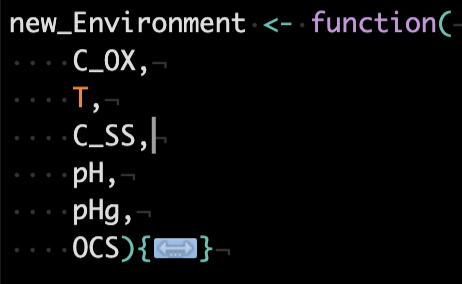 new_Environment <- function(
    C_OX,
    T,
    C_SS,
    pH,
    pHg,
    OCS){↔}